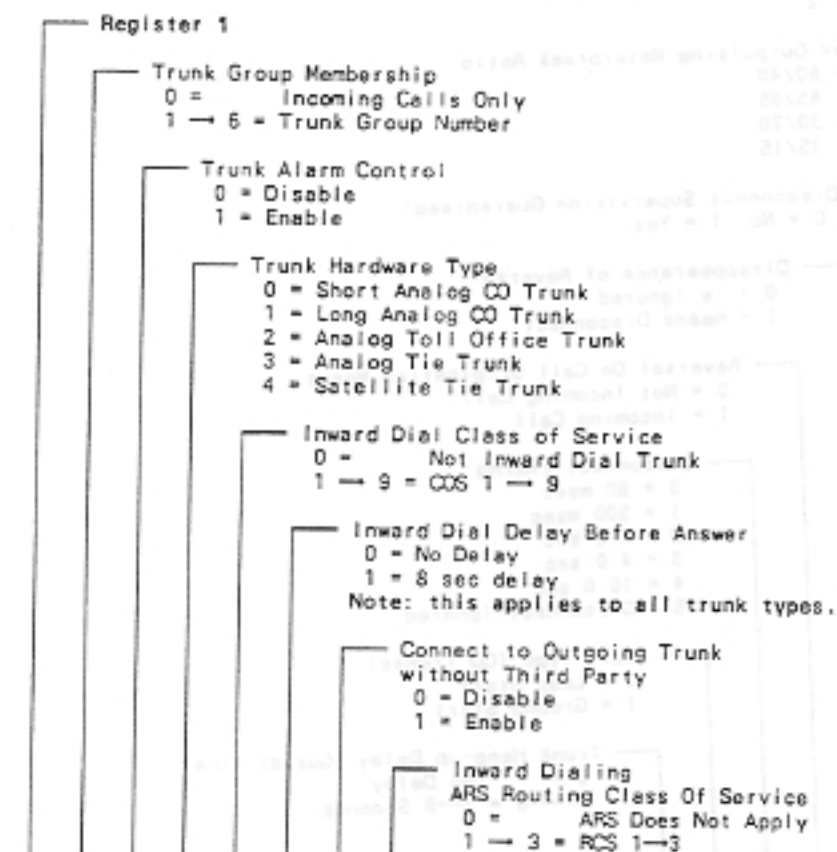 Register 1
Trunk Group Membership
0 = Incoming Calls Only
1 → 6 = Trunk Group Number
Trunk Alarm Control
0 = Disable
1 = Enable
Trunk Hardware Type
0 = Short Analog CO Trunk
1 = Long Analog CO Trunk
2 = Analog Toll Office Trunk
3 = Analog Tie Trunk
4 = Satellite Tie Trunk
Inward Dial Class of Service
0 = Not Inward Dial Trunk
1 → 9 = COS 1 → 9
Inward Dial Delay Before Answer
0 = No Delay
1 = 8 sec delay
Note: this applies to all trunk types.
Connect to Outgoing Trunk
without Third Party
0 = Disable
1 = Enable
Inward Dialing
ARS Routing Class Of Service
0 = ARS Does Not Apply
1 → 3 = RCS 1→3